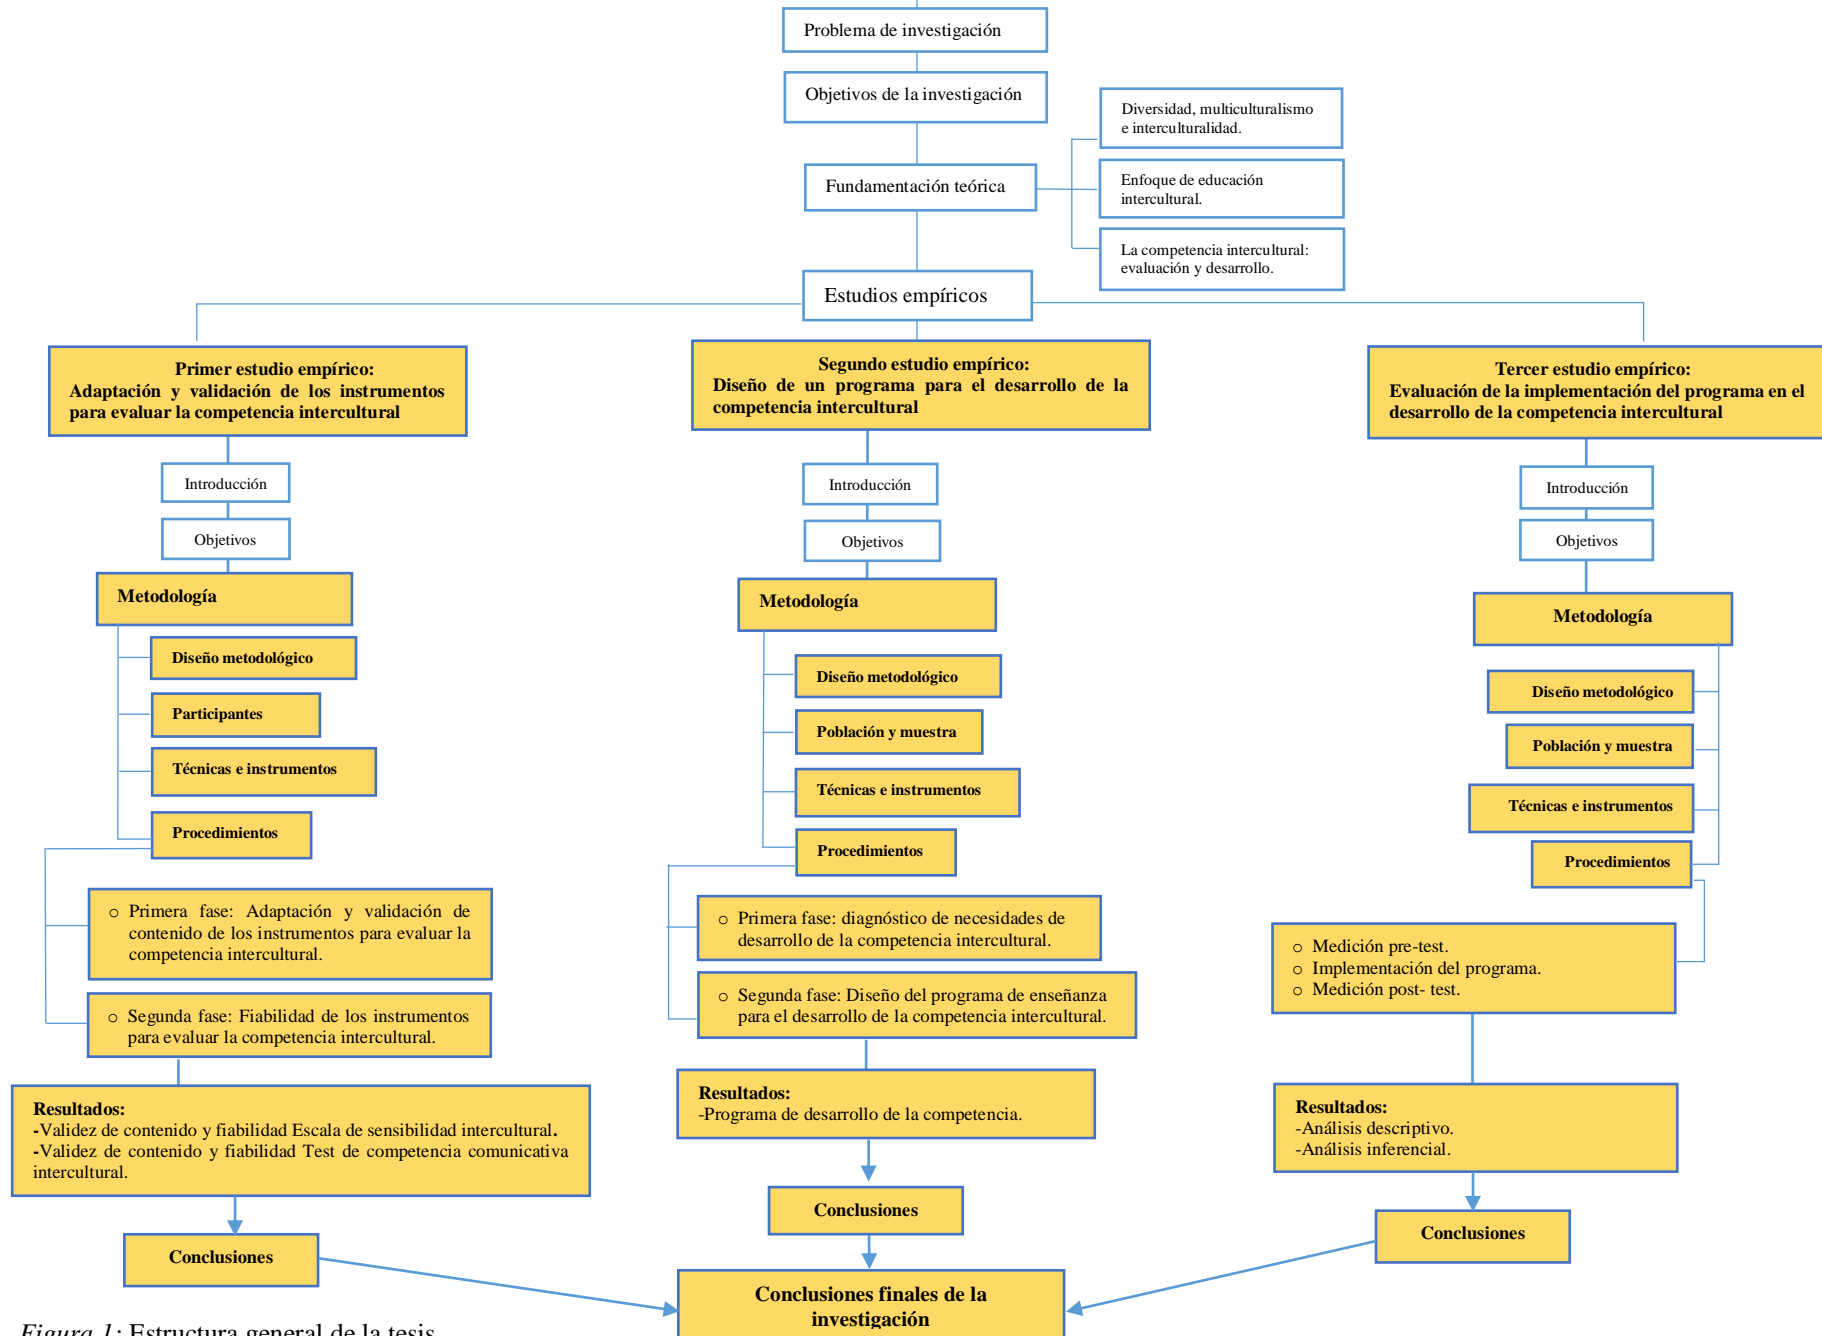 Problema de investigación
Objetivos de la investigación
Diversidad, multiculturalismo
e interculturalidad.
Fundamentación teórica
Enfoque de educación
intercultural.
La competencia intercultural:
evaluación y desarrollo.
Estudios empíricos
Primer estudio empírico:
Adaptación y validación de los instrumentos
para evaluar la competencia intercultural
Introducción
Objetivos
Metodología
Diseño metodológico
Participantes
Técnicas e instrumentos
Procedimientos
o Primera fase: Adaptación y validación de
contenido de los instrumentos para evaluar la
competencia intercultural.
o Segunda fase: Fiabilidad de los instrumentos
para evaluar la competencia intercultural.
Resultados:
-Validez de contenido y fiabilidad Escala de sensibilidad intercultural.
-Validez de contenido y fiabilidad Test de competencia comunicativa
intercultural.
Conclusiones
Segundo estudio empírico:
Diseño de un programa para el desarrollo de la
competencia intercultural
Introducción
Objetivos
Metodología
Diseño metodológico
Población y muestra
Técnicas e instrumentos
Procedimientos
o Primera fase: diagnóstico de necesidades de
desarrollo de la competencia intercultural.
o Segunda fase: Diseño del programa de enseñanza
para el desarrollo de la competencia intercultural.
Resultados:
-Programa de desarrollo de la competencia.
Conclusiones
Tercer estudio empírico:
Evaluación de la implementación del programa en el
desarrollo de la competencia intercultural
Introducción
Objetivos
Metodología
Diseño metodológico
Población y muestra
Técnicas e instrumentos
Procedimientos
o Medición pre-test.
o Implementación del programa.
o Medición post- test.
Resultados:
-Análisis descriptivo.
-Análisis inferencial.
Conclusiones
Conclusiones finales de la
investigación
Figura 1: Estructura general de la tesis